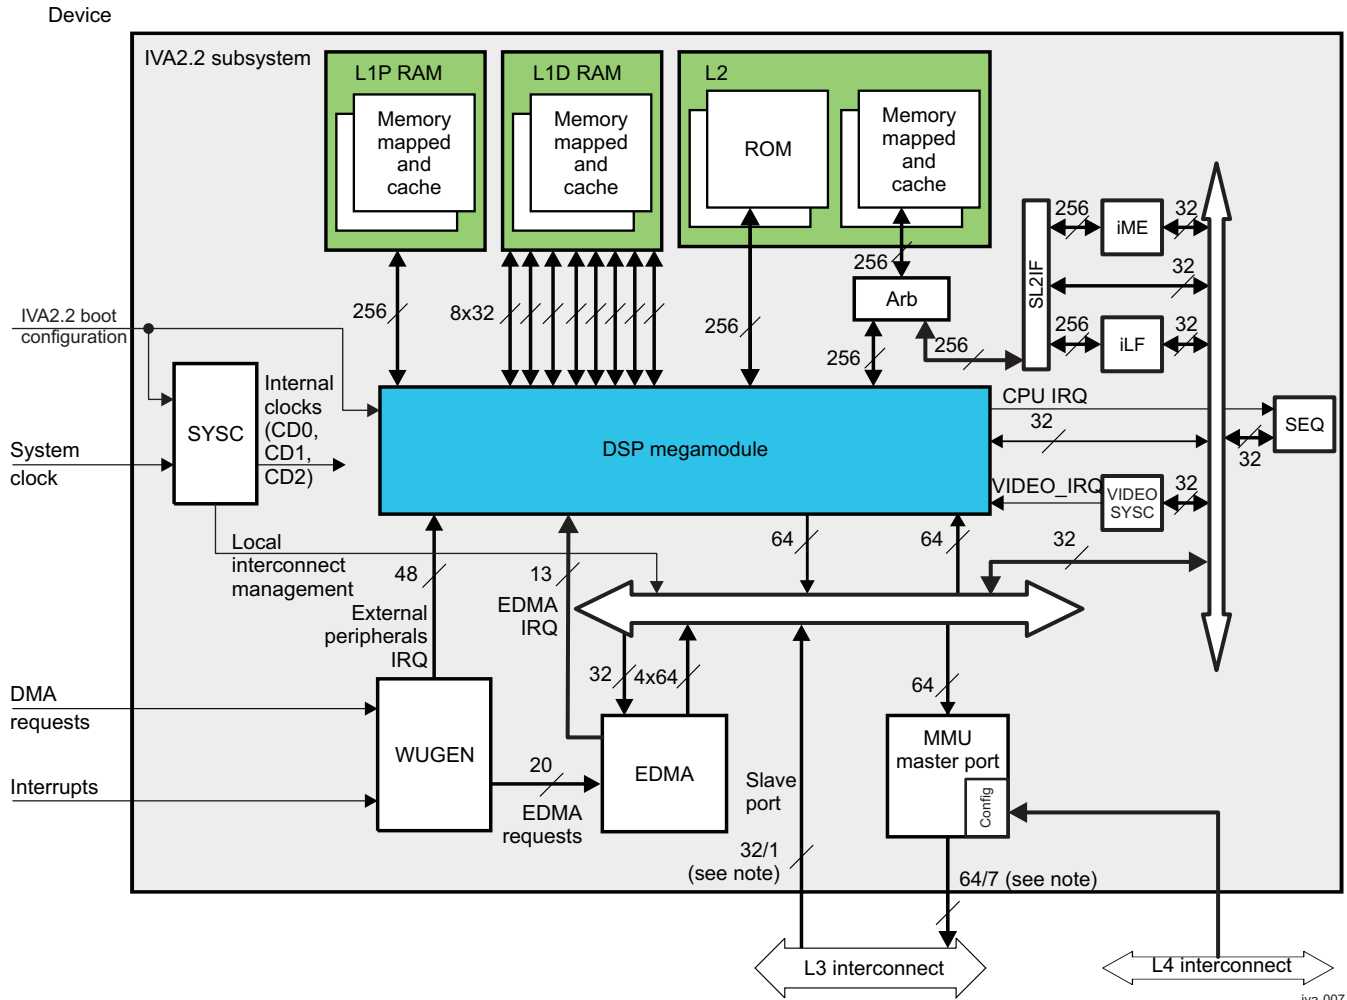 Device
IVA2.2 subsystem
L1P RAM
Memory
mapped
and
cache
L1D RAM
Memory
mapped
and
cache
L2
ROM
Memory
mapped
and
cache
256
8x32
256
256
Arb
256
256
SL2IF
256
iME
32
32
256
iLF
32
IVA2.2 boot
configuration
SYSC
Internal
clocks
(CD0,
CD1,
CD2)
System
clock
DSP megamodule
CPU IRQ
32
SEQ
32
VIDEO_IRQ
VIDEO
SYSC
32
Local
interconnect
management
48
External
peripherals
IRQ
13
EDMA
IRQ
64
64
32
32
4x64
64
DMA
requests
Interrupts
WUGEN
20
EDMA
requests
EDMA
Slave
port
MMU
master port
Config
32/1
(see note)
64/7 (see note)
L3 interconnect
L4 interconnect
iva-007